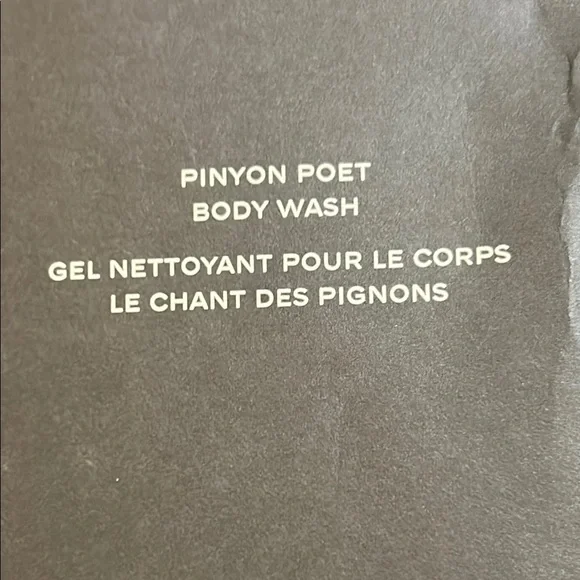 PINYON POET
BODY WASH
GEL NETTOYANT POUR LE CORPS
LE CHANT DES PIGNONS